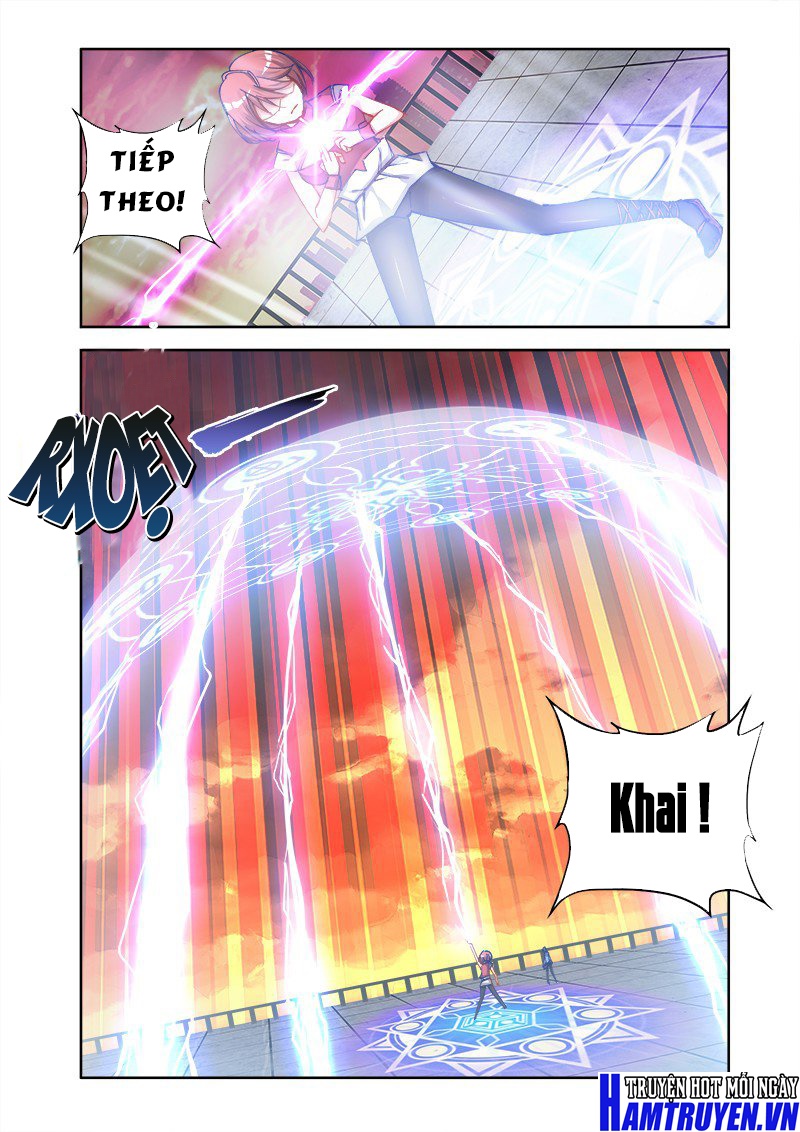 TIẾP
THEO!
RXOẸT
Khai !
TRUYỆN HOT MỖI NGÀY
HAMTRUYEN.VN